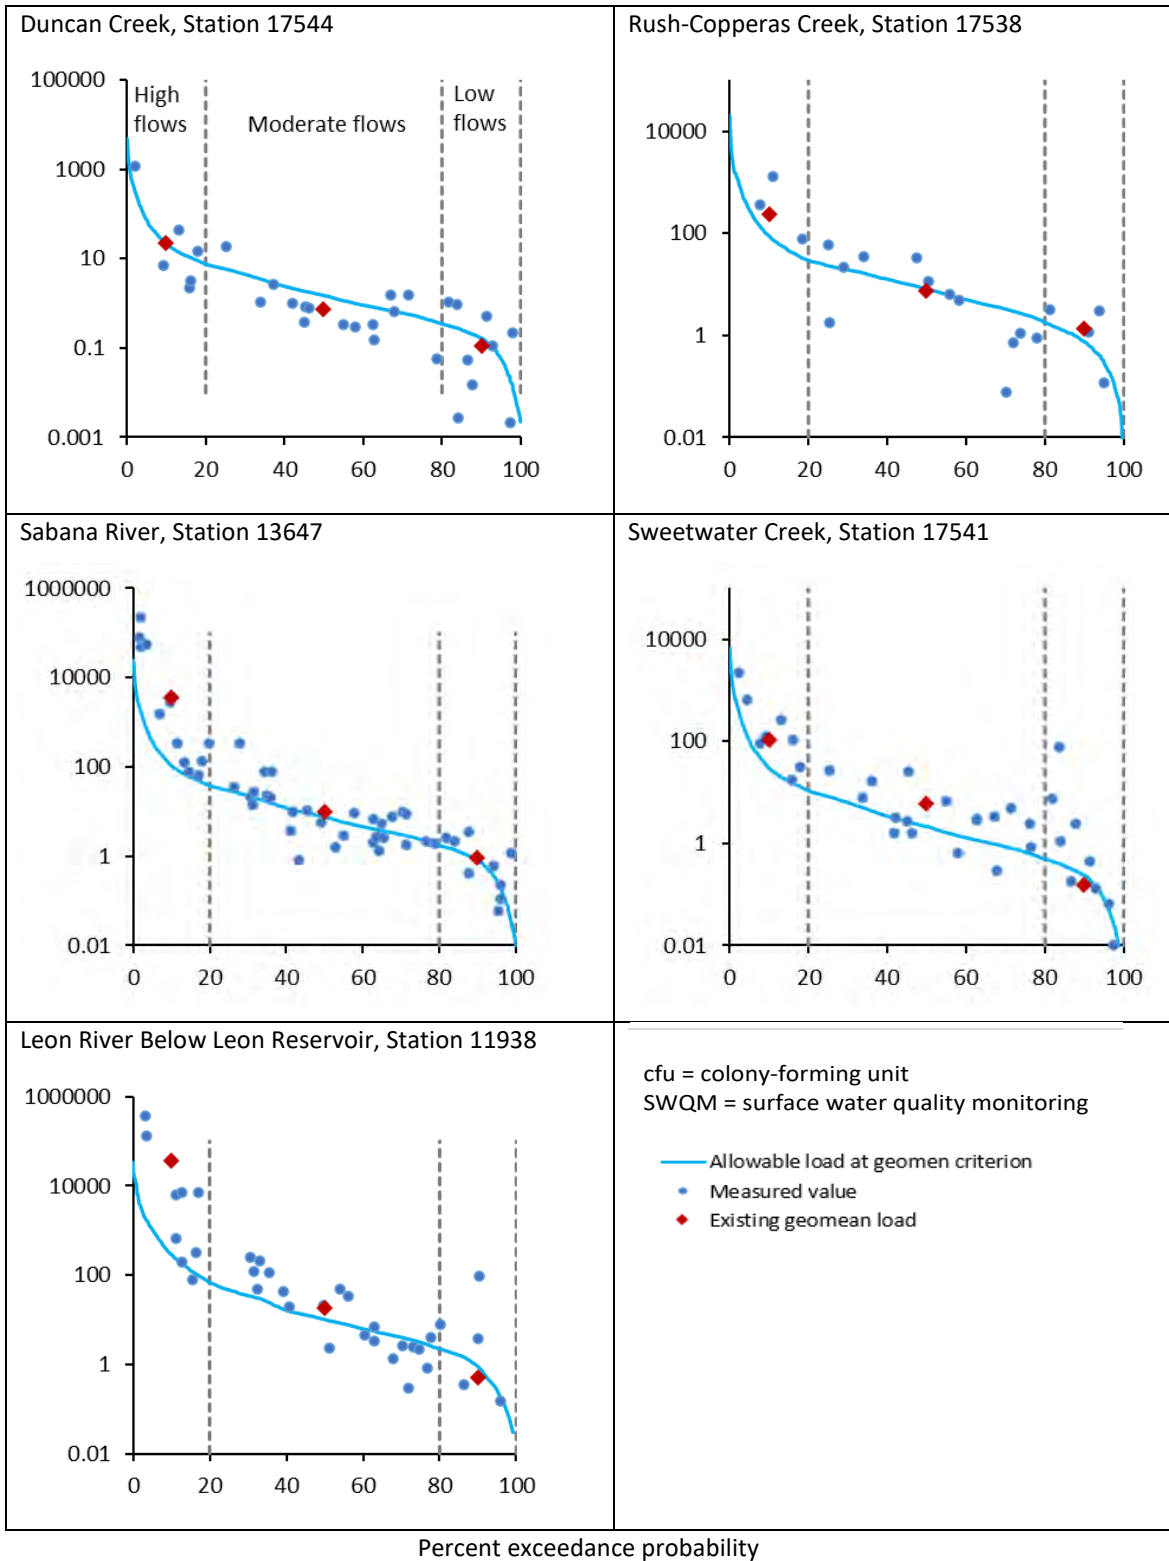 Duncan Creek, Station 17544
100000
1000
10
0.1
0.001
High
flows
Moderate flows
Low
flows
0 20 40 60 80 100
Rush-Copperas Creek, Station 17538
10000
100
1
0.01
0 20 40 60 80 100
Sabana River, Station 13647
1000000
10000
100
1
0.01
0 20 40 60 80 100
Sweetwater Creek, Station 17541
10000
100
1
0.01
0 20 40 60 80 100
Leon River Below Leon Reservoir, Station 11938
1000000
10000
100
1
0.01
0 20 40 60 80 100
cfu = colony-forming unit
SWQM = surface water quality monitoring
Allowable load at geomen criterion
Measured value
Existing geomean load
Percent exceedance probability